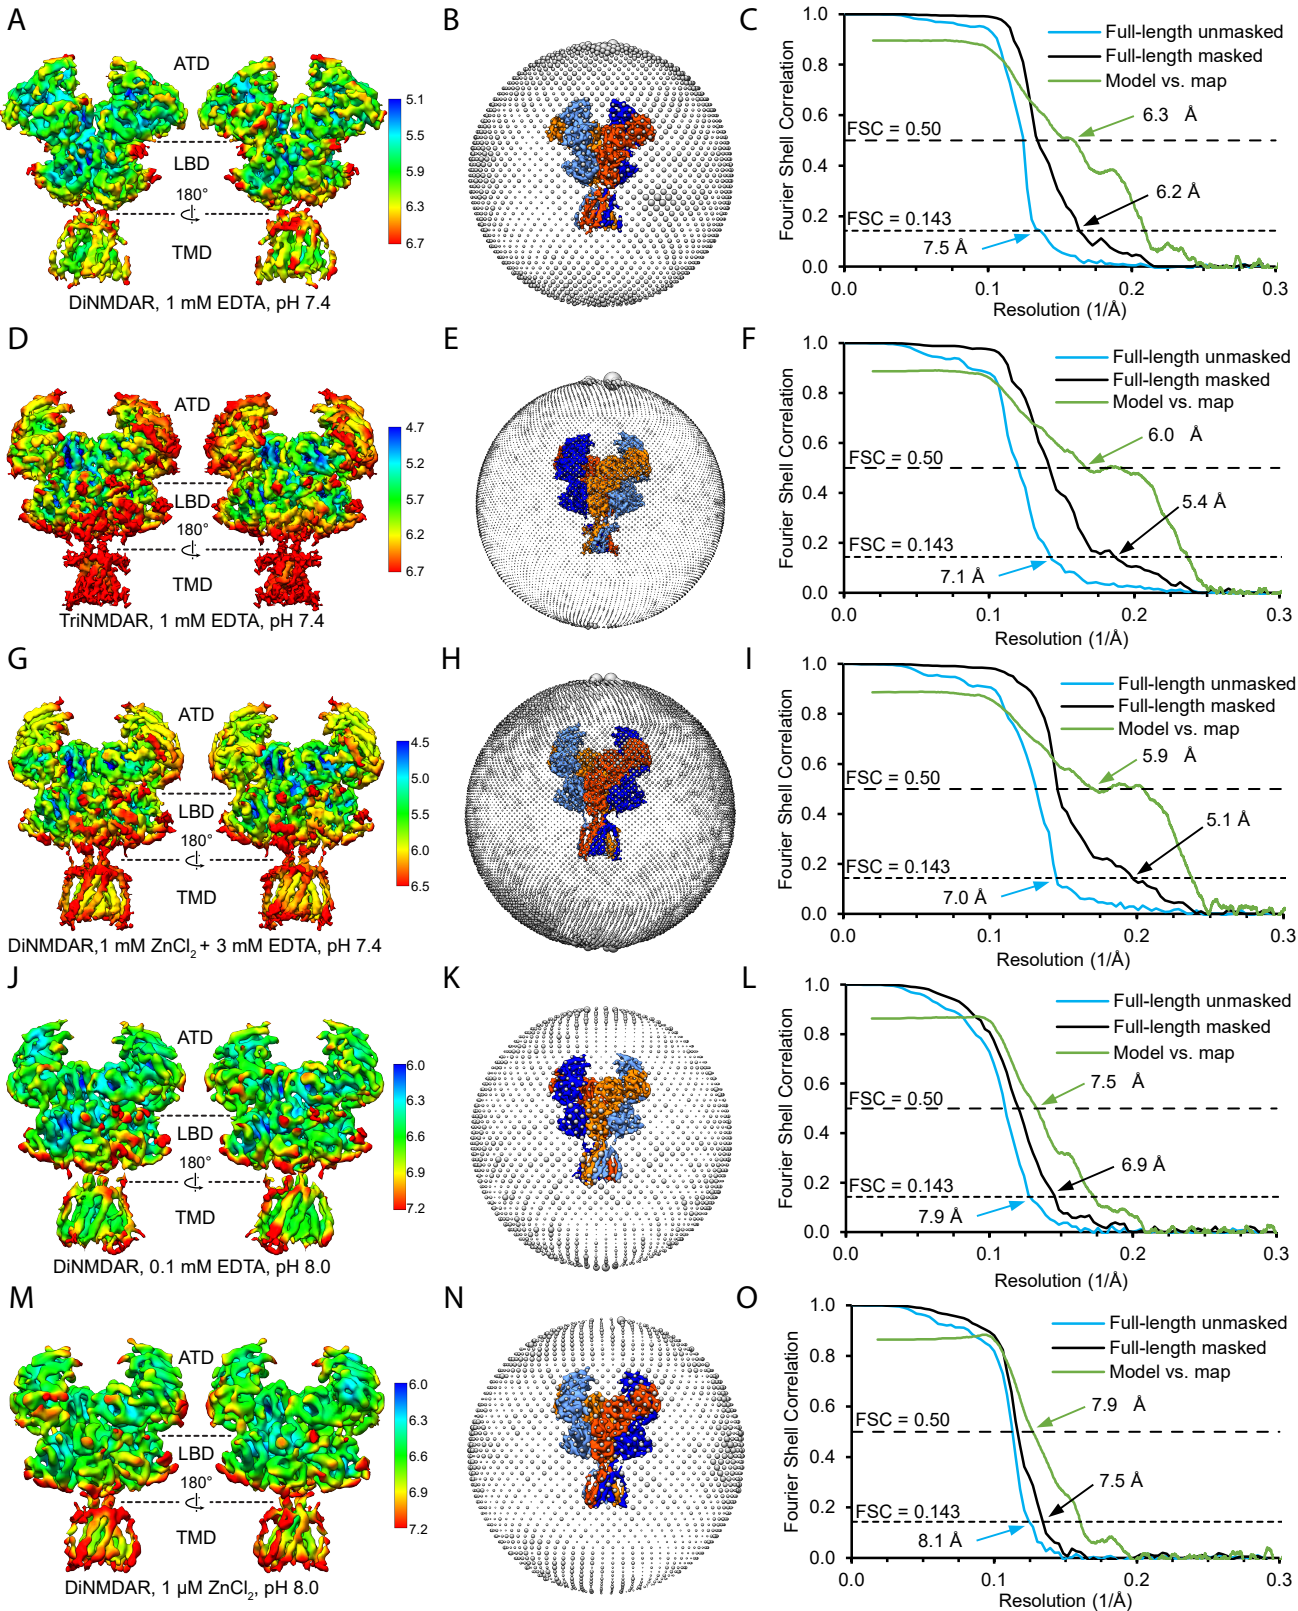 A
ATD
LBD
180°
TMD
5.1
5.5
5.9
6.3
6.7
DiNMDAR, 1 mM EDTA, pH 7.4
B
C
Fourier Shell Correlation
1.0
0.8
0.6
0.4
0.2
0.0
Full-length unmasked
Full-length masked
Model vs. map
FSC = 0.50
6.3 Å
6.2 Å
FSC = 0.143
7.5 Å
0.0 0.1 0.2 0.3
Resolution (1/Å)
D
ATD
LBD
180°
TMD
4.7
5.2
5.7
6.2
6.7
TriNMDAR, 1 mM EDTA, pH 7.4
E
F
Fourier Shell Correlation
1.0
0.8
0.6
0.4
0.2
0.0
Full-length unmasked
Full-length masked
Model vs. map
6.0 Å
FSC = 0.50
5.4 Å
FSC = 0.143
7.1 Å
0.0 0.1 0.2 0.3
Resolution (1/Å)
G
ATD
LBD
180°
TMD
4.5
5.0
5.5
6.0
6.5
DiNMDAR,1 mM ZnCl2 + 3 mM EDTA, pH 7.4
H
I
Fourier Shell Correlation
1.0
0.8
0.6
0.4
0.2
0.0
Full-length unmasked
Full-length masked
Model vs. map
5.9 Å
FSC = 0.50
5.1 Å
FSC = 0.143
7.0 Å
0.0 0.1 0.2 0.3
Resolution (1/Å)
J
ATD
LBD
180°
TMD
6.0
6.3
6.6
6.9
7.2
DiNMDAR, 0.1 mM EDTA, pH 8.0
K
L
Fourier Shell Correlation
1.0
0.8
0.6
0.4
0.2
0.0
Full-length unmasked
Full-length masked
Model vs. map
7.5 Å
FSC = 0.50
6.9 Å
FSC = 0.143
7.9 Å
0.0 0.1 0.2 0.3
Resolution (1/Å)
M
ATD
LBD
180°
TMD
6.0
6.3
6.6
6.9
7.2
DiNMDAR, 1 µM ZnCl2, pH 8.0
N
O
Fourier Shell Correlation
1.0
0.8
0.6
0.4
0.2
0.0
Full-length unmasked
Full-length masked
Model vs. map
7.9 Å
FSC = 0.50
7.5 Å
FSC = 0.143
8.1 Å
0.0 0.1 0.2 0.3
Resolution (1/Å)